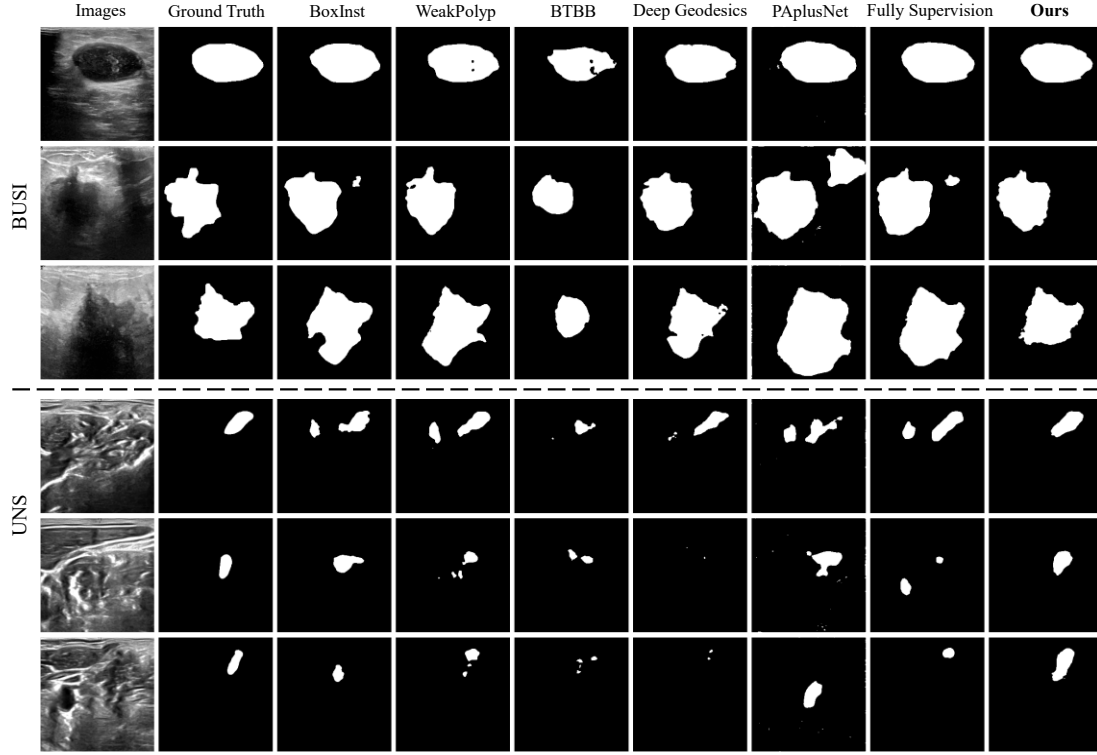 Images Ground Truth BoxInst WeakPolyp BTBB Deep Geodesics PAplusNet Fully Supervision Ours
BUSI
UNS